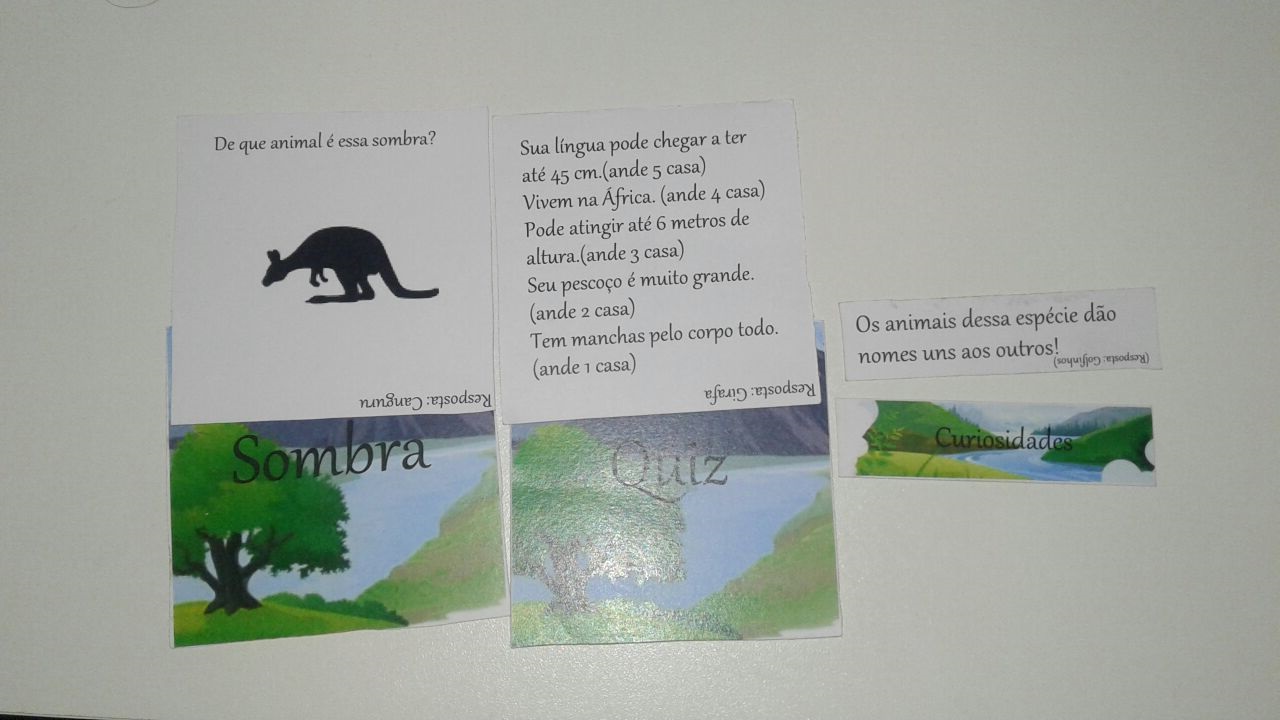 De que animal é essa sombra?
Resposta: Canguru
Sombra
Sua língua pode chegar a ter
até 45 cm.(ande 5 casa)
Vivem na África. (ande 4 casa)
Pode atingir até 6 metros de
altura.(ande 3 casa)
Seu pescoço é muito grande.
(ande 2 casa)
Tem manchas pelo corpo todo.
(ande 1 casa)
Resposta: Girafa
Quiz
Os animais dessa espécie dão
nomes uns aos outros!
(Resposta: Golfinhos)
Curiosidades